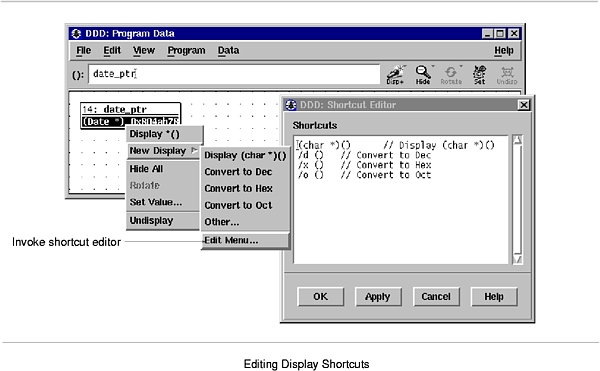 DDD: Program Data
File Edit View Program Data Help
(): date_ptr
Disp* Hide Rotate Set Undisp
14: date_ptr
(Date *)
Display *()
New Display
Hide All
Rotate
Set Value...
Undisplay
Display (char *)()
Convert to Dec
Convert to Hex
Convert to Oct
Other...
Edit Menu...
Invoke shortcut editor
DDD: Shortcut Editor
Shortcuts
(char *)() // Display (char *)()
/d () // Convert to Dec
/x () // Convert to Hex
/o () // Convert to Oct
OK Apply Cancel Help
Editing Display Shortcuts